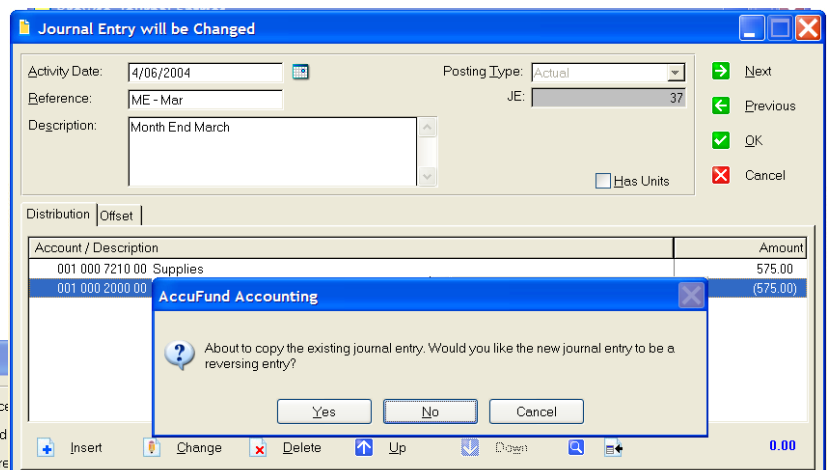 Journal Entry will be Changed
Activity Date: 4/06/2004 Posting Type: Actual Next
Reference: ME - Mar JE: 37 Previous
Description: Month End March OK
Has Units Cancel
Distribution Offset
Account / Description Amount
001 000 7210 00 Supplies 575.00
001 000 2000 00 (575.00)
AccuFund Accounting
About to copy the existing journal entry. Would you like the new journal entry to be a
reversing entry?
Yes No Cancel
Insert Change Delete Up Down 0.00